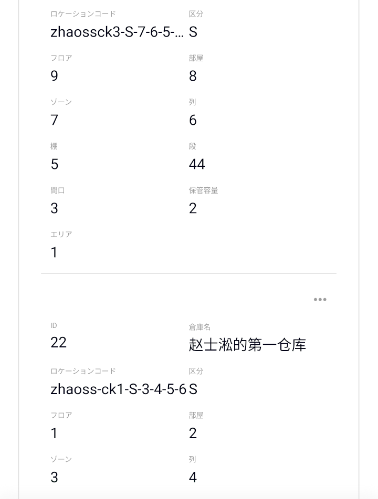 ロケーションコード 区分
zhaossck3-S-7-6-5-... S
フロア 部屋
9 8
ゾーン 列
7 6
棚 段
5 44
間口 保管容量
3 2
エリア
1
ID 倉庫名
22 赵士淞的第一仓库
ロケーションコード 区分
zhaoss-ck1-S-3-4-5-6 S
フロア 部屋
1 2
ゾーン 列
3 4